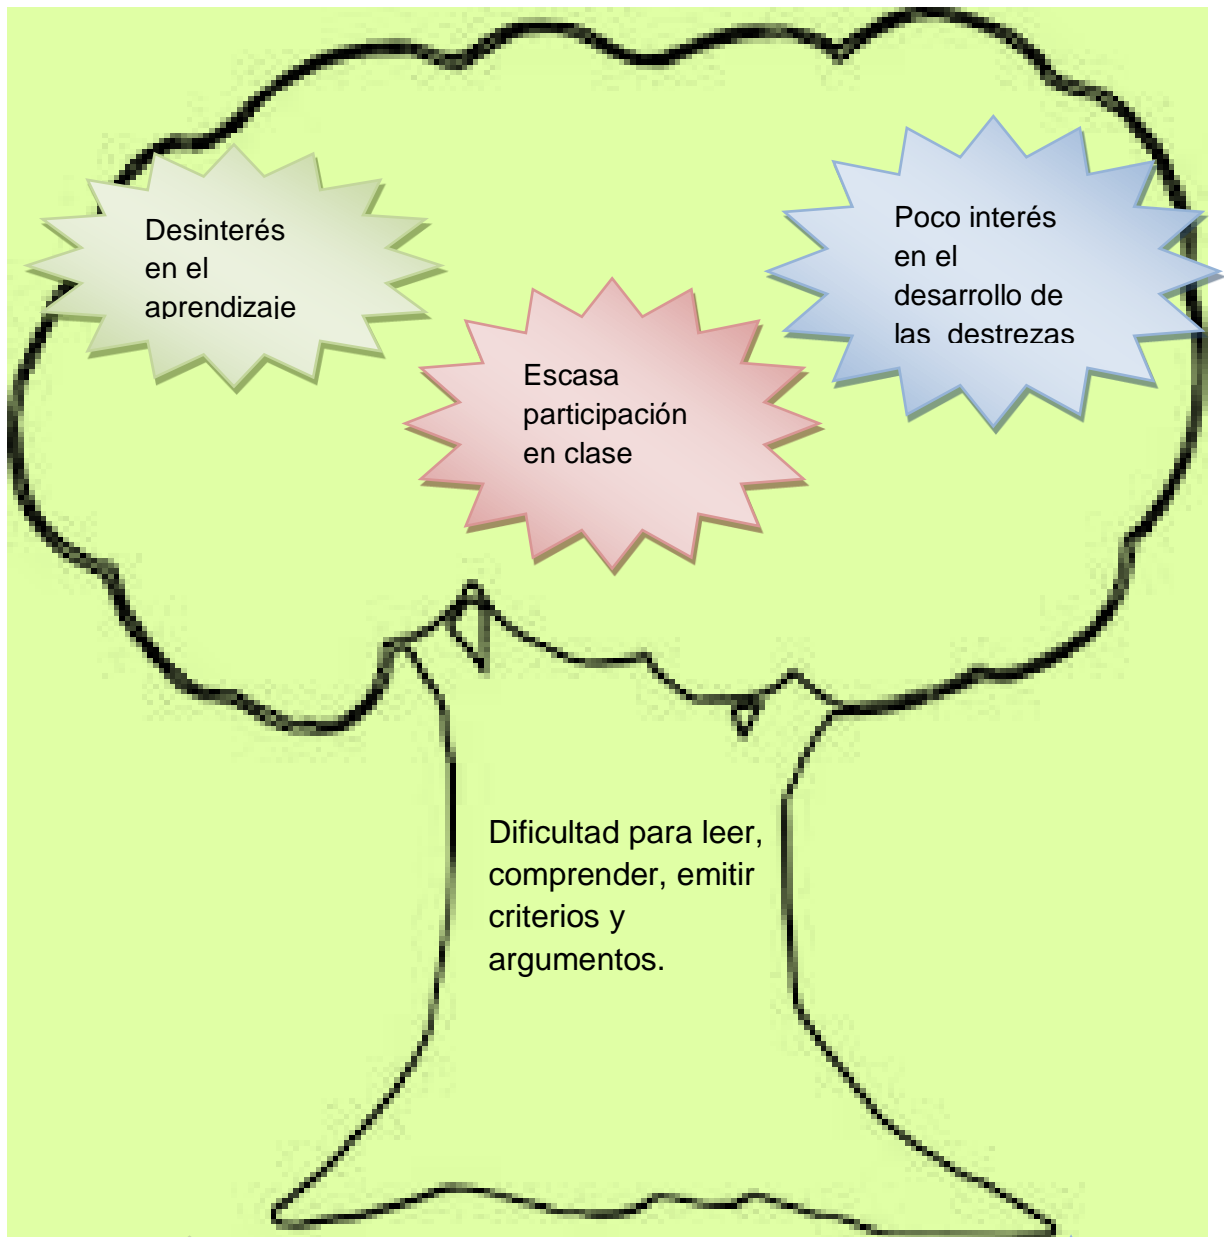 Desinterés
en el
aprendizaje
Poco interés
en el
desarrollo de
las destrezas
Escasa
participación
en clase
Dificultad para leer,
comprender, emitir
criterios y
argumentos.